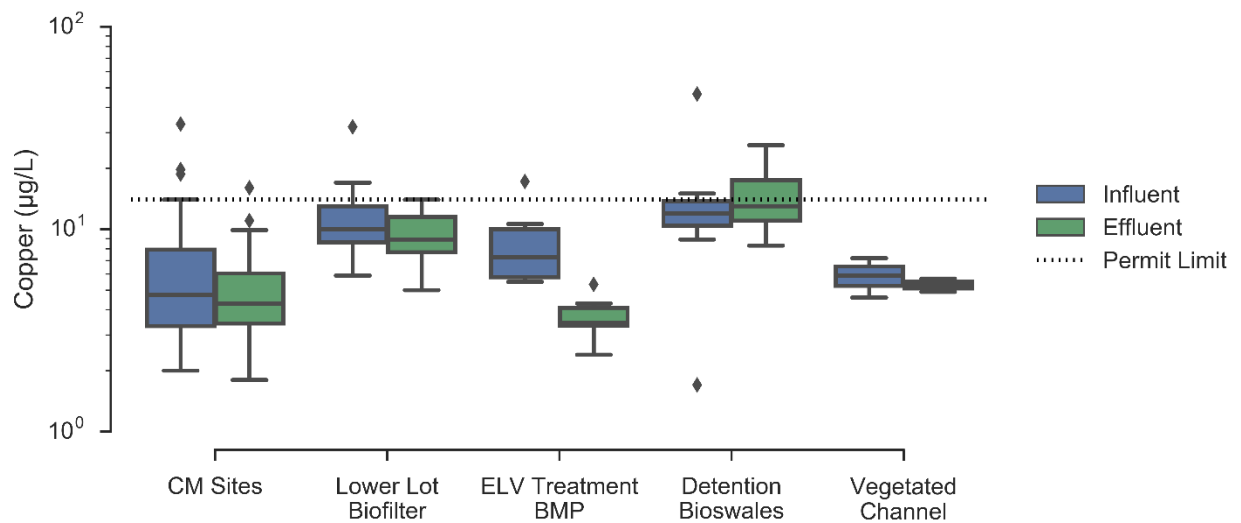 10²
10¹
10⁰
Copper (μg/L)
CM Sites
Lower Lot
Biofilter
ELV Treatment
BMP
Detention
Bioswales
Vegetated
Channel
Influent
Effluent
Permit Limit